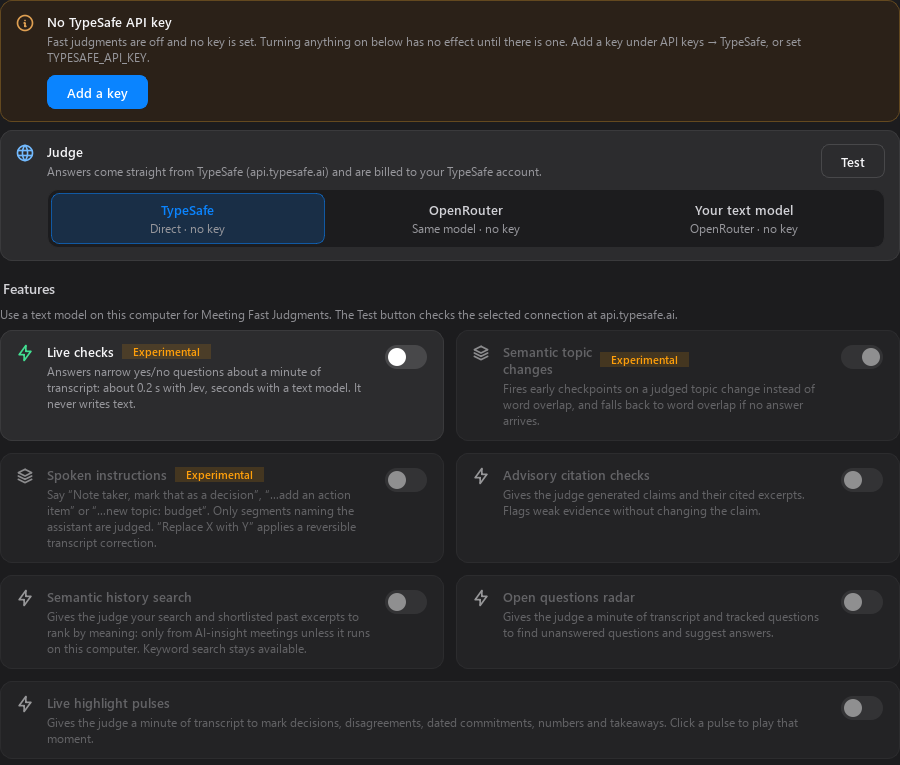 No TypeSafe API key
Fast judgments are off and no key is set. Turning anything on below has no effect until there is one. Add a key under API keys → TypeSafe, or set
TYPESAFE_API_KEY.
Add a key
Judge
Answers come straight from TypeSafe (api.typesafe.ai) and are billed to your TypeSafe account.
Test
TypeSafe
Direct · no key
OpenRouter
Same model · no key
Your text model
OpenRouter · no key
Features
Use a text model on this computer for Meeting Fast Judgments. The Test button checks the selected connection at api.typesafe.ai.
Live checks
Experimental
Answers narrow yes/no questions about a minute of
transcript: about 0.2 s with Jev, seconds with a text model. It
never writes text.
Semantic topic
changes
Experimental
Fires early checkpoints on a judged topic change instead of
word overlap, and falls back to word overlap if no answer
arrives.
Spoken instructions
Experimental
Say “Note taker, mark that as a decision”, “...add an action
item” or “...new topic: budget”. Only segments naming the
assistant are judged. “Replace X with Y” applies a reversible
transcript correction.
Advisory citation checks
Gives the judge generated claims and their cited excerpts.
Flags weak evidence without changing the claim.
Semantic history search
Gives the judge your search and shortlisted past excerpts to
rank by meaning: only from AI-insight meetings unless it runs
on this computer. Keyword search stays available.
Open questions radar
Gives the judge a minute of transcript and tracked questions
to find unanswered questions and suggest answers.
Live highlight pulses
Gives the judge a minute of transcript to mark decisions, disagreements, dated commitments, numbers and takeaways. Click a pulse to play that
moment.